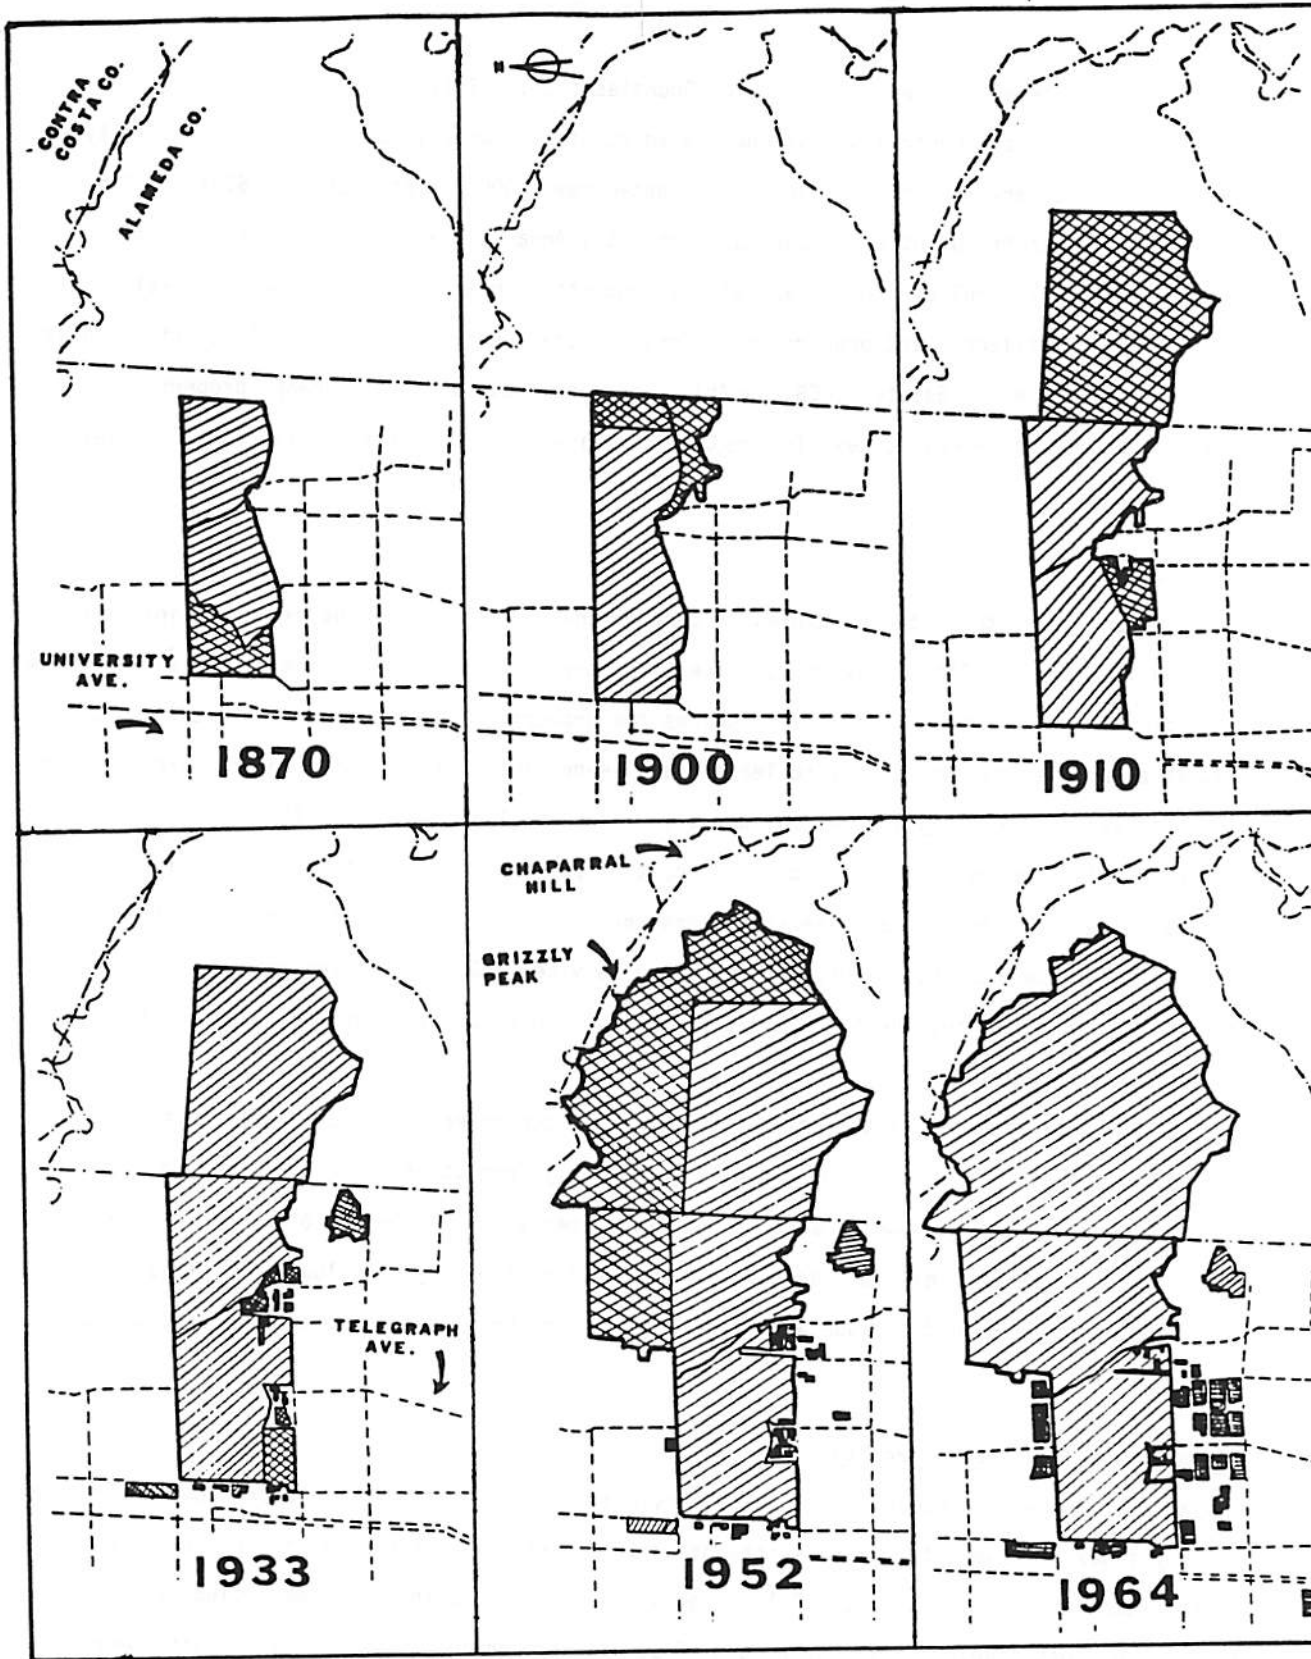 CONTRA
COSTA CO.
ALAMEDA CO.
UNIVERSITY
AVE.
1870
N
1900
1910
TELEGRAPH
AVE.
1933
CHAPARRAL
HILL
GRIZZLY
PEAK
1952
1964